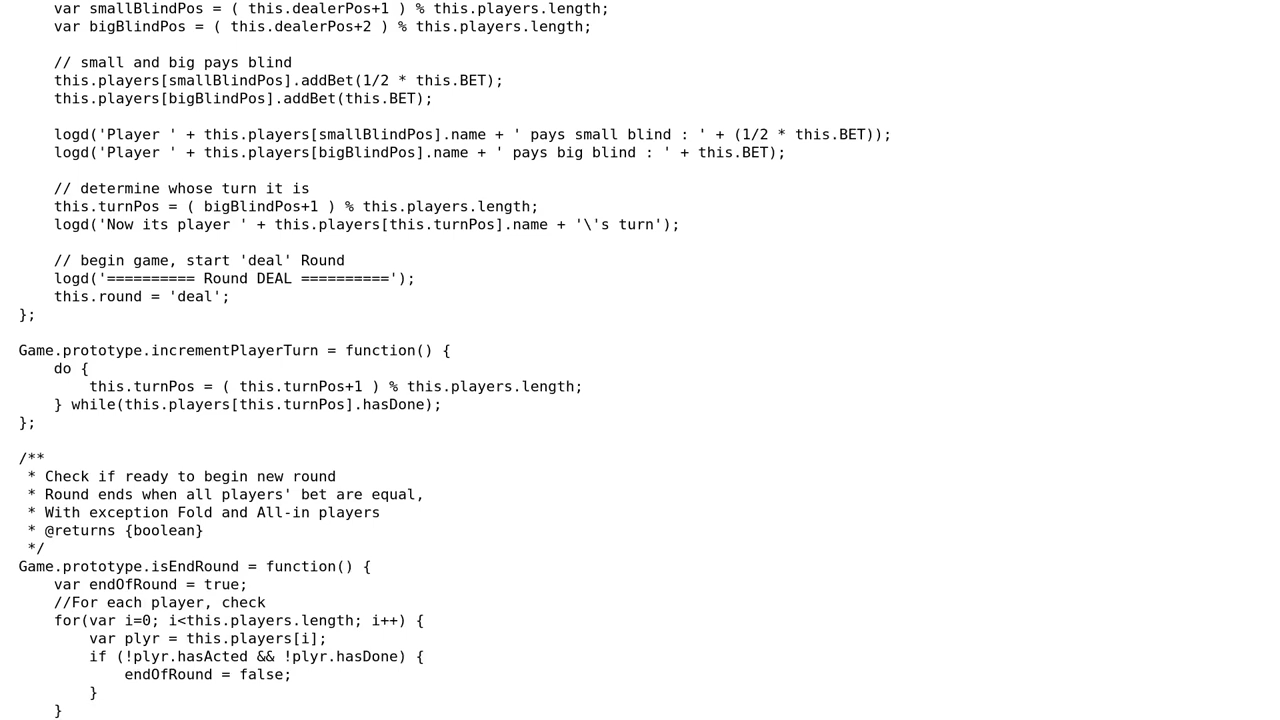 var smallBlindPos = ( this.dealerPos+1 ) % this.players.length;
    var bigBlindPos = ( this.dealerPos+2 ) % this.players.length;

    // small and big pays blind
    this.players[smallBlindPos].addBet(1/2 * this.BET);
    this.players[bigBlindPos].addBet(this.BET);

    logd('Player ' + this.players[smallBlindPos].name + ' pays small blind : ' + (1/2 * this.BET));
    logd('Player ' + this.players[bigBlindPos].name + ' pays big blind : ' + this.BET);

    // determine whose turn it is
    this.turnPos = ( bigBlindPos+1 ) % this.players.length;
    logd('Now its player ' + this.players[this.turnPos].name + '\'s turn');

    // begin game, start 'deal' Round
    logd('========== Round DEAL ==========');
    this.round = 'deal';
};

Game.prototype.incrementPlayerTurn = function() {
    do {
        this.turnPos = ( this.turnPos+1 ) % this.players.length;
    } while(this.players[this.turnPos].hasDone);
};

/**
 * Check if ready to begin new round
 * Round ends when all players' bet are equal,
 * With exception Fold and All-in players
 * @returns {boolean}
 */
Game.prototype.isEndRound = function() {
    var endOfRound = true;
    //For each player, check
    for(var i=0; i<this.players.length; i++) {
        var plyr = this.players[i];
        if (!plyr.hasActed && !plyr.hasDone) {
            endOfRound = false;
        }
    }